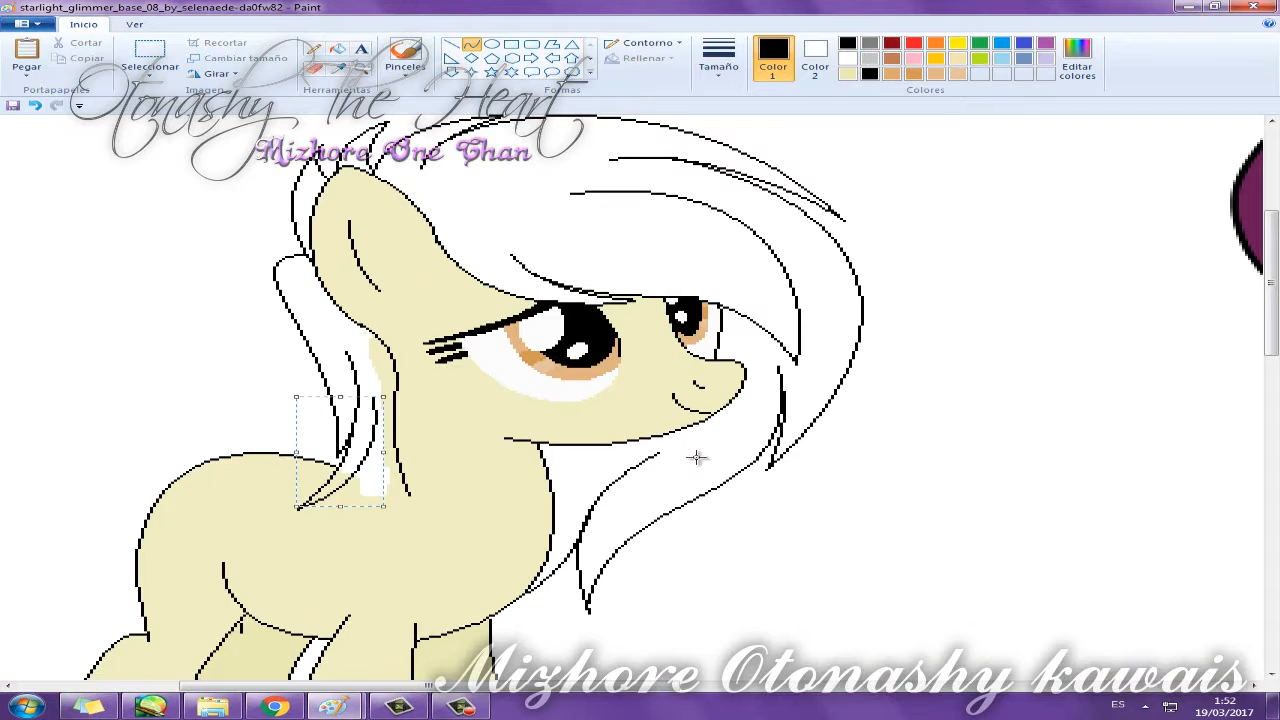 starlight_glimmer_base_08_by_selenaede-da0fw82 - Paint
Inicio
Ver
Pegar
Cortar
Copiar
Portapapeles
Seleccionar
Recortar
Cambiar tamaño
Girar
Imagen
A
Herramientas
Pinceles
Contorno
Rellenar
Formas
Tamaño
Color
1
Color
2
Editar
colores
Colores
Otonashy The Heart
Mizhore One Chan
Mizhore Otonashy kawais
ES
1:52
19/03/2017